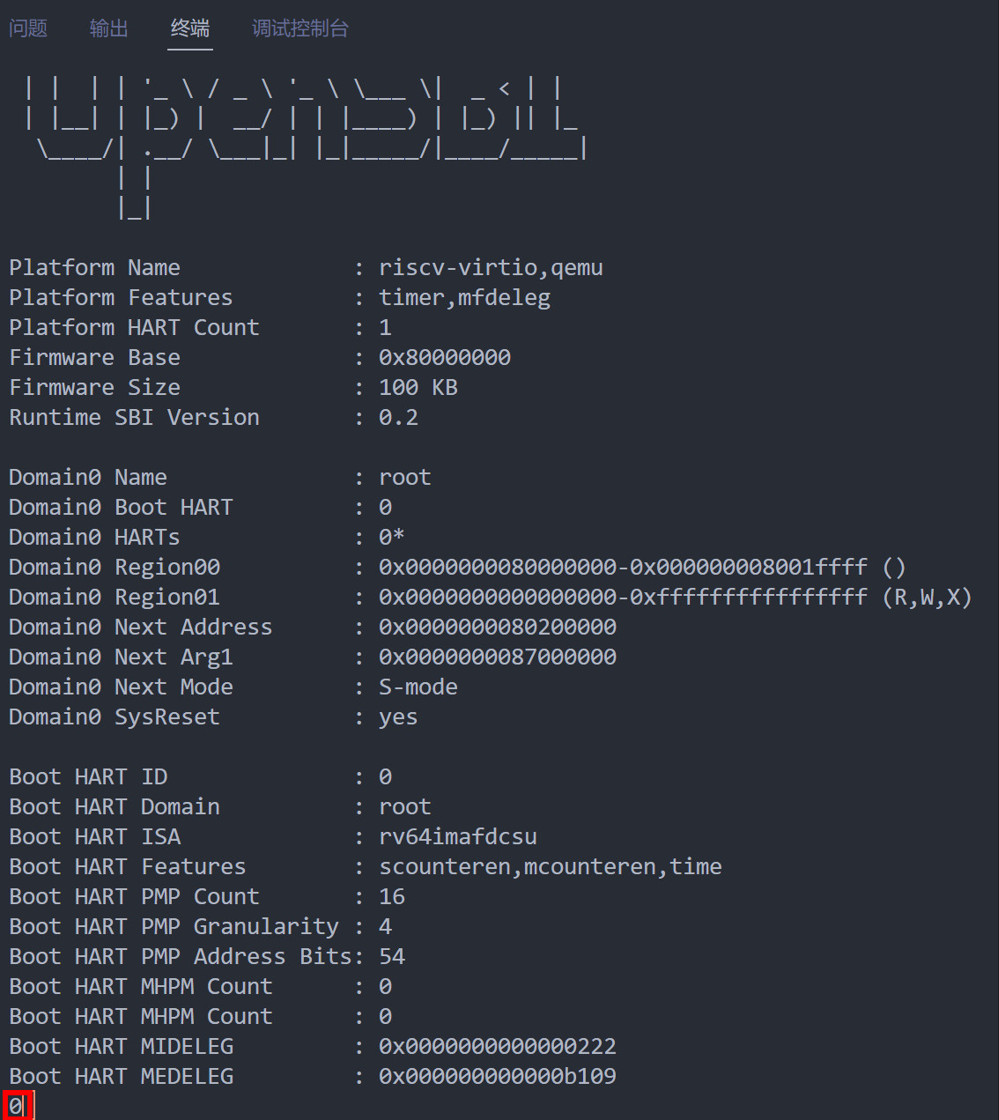 问题 输出 终端 调试控制台
 | |  | | '_ \ / _ \ '_ \ \___ \|  _ < | |
 | |__| | |_) |  __/ | | |____) | |_) || |_
  \____/| .__/ \___|_| |_|_____/|____/_____|
        | |
        |_|
Platform Name             : riscv-virtio,qemu
Platform Features         : timer,mfdeleg
Platform HART Count       : 1
Firmware Base             : 0x80000000
Firmware Size             : 100 KB
Runtime SBI Version       : 0.2
Domain0 Name              : root
Domain0 Boot HART         : 0
Domain0 HARTs             : 0*
Domain0 Region00          : 0x0000000080000000-0x000000008001ffff ()
Domain0 Region01          : 0x0000000000000000-0xffffffffffffffff (R,W,X)
Domain0 Next Address      : 0x0000000080200000
Domain0 Next Arg1         : 0x0000000087000000
Domain0 Next Mode         : S-mode
Domain0 SysReset          : yes
Boot HART ID              : 0
Boot HART Domain          : root
Boot HART ISA             : rv64imafdcsu
Boot HART Features        : scounteren,mcounteren,time
Boot HART PMP Count       : 16
Boot HART PMP Granularity : 4
Boot HART PMP Address Bits: 54
Boot HART MHPM Count      : 0
Boot HART MHPM Count      : 0
Boot HART MIDELEG         : 0x0000000000000222
Boot HART MEDELEG         : 0x000000000000b109
0